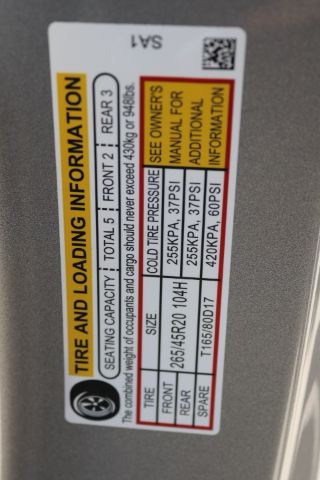 TIRE AND LOADING INFORMATION
SEATING CAPACITY TOTAL 5 FRONT 2 REAR 3
The combined weight of occupants and cargo should never exceed 430kg or 948lbs.
TIRE SIZE COLD TIRE PRESSURE SEE OWNER'S
FRONT 265/45R20 104H 255KPA, 37PSI MANUAL FOR
REAR 255KPA, 37PSI ADDITIONAL
SPARE T165/80D17 420KPA, 60PSI INFORMATION
SA1